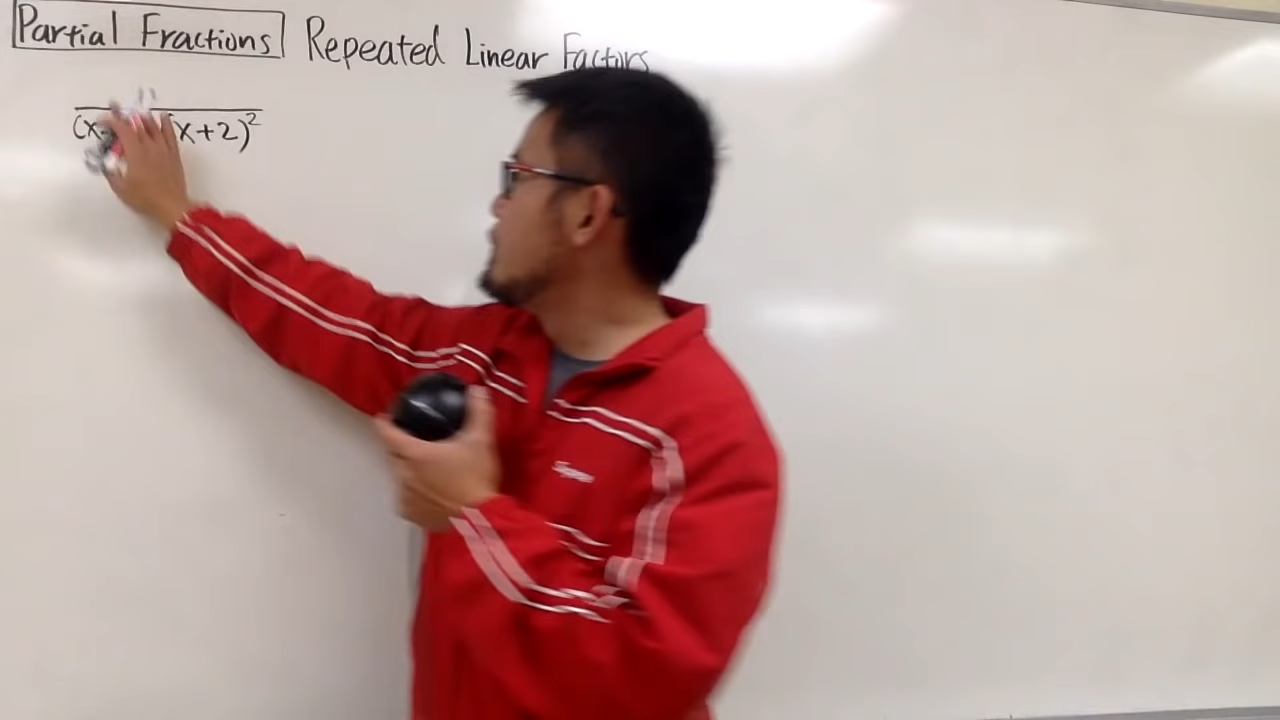 Partial Fractions Repeated Linear Factors
(x x+2)²